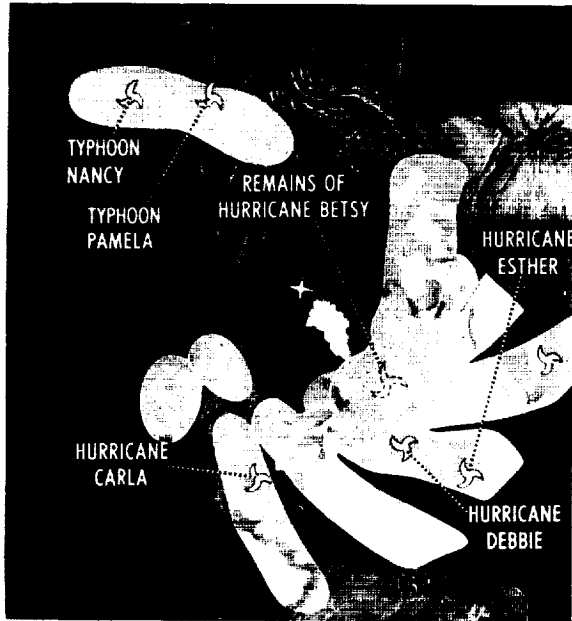 TYPHOON
NANCY
TYPHOON
PAMELA
REMAINS OF
HURRICANE BETSY
HURRICANE
ESTHER
HURRICANE
CARLA
HURRICANE
DEBBIE